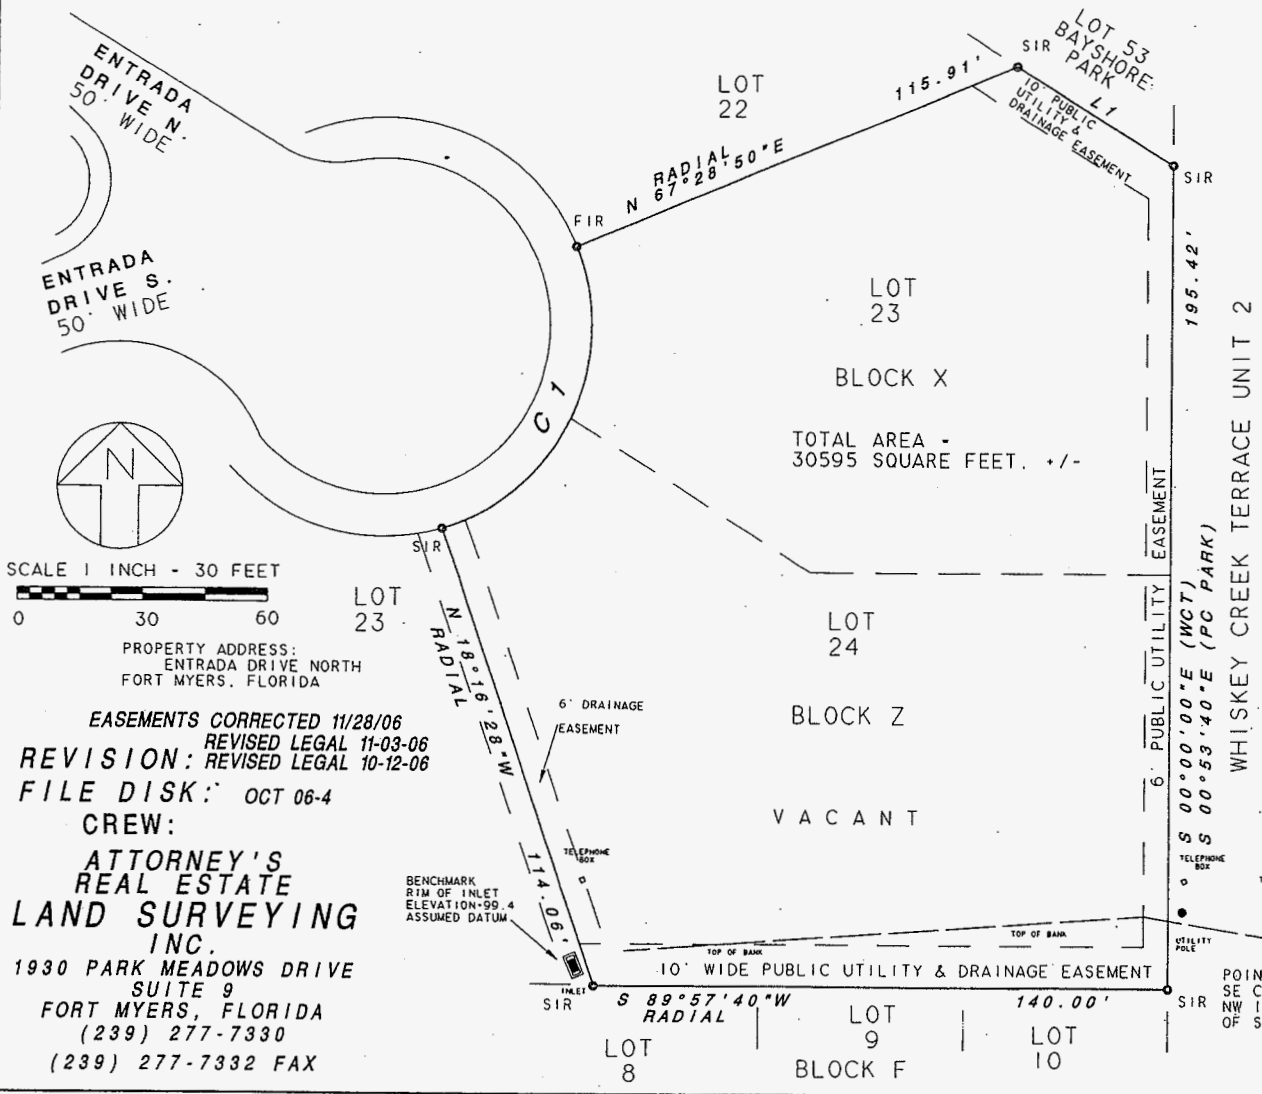 ENTRADA
DRIVE N.
50' WIDE
ENTRADA
DRIVE S.
50' WIDE
LOT
22
115.91'
RADIAL
N 67°28'50"E
SIR
LOT 53
BAYSHORE
PARK
L1
10' PUBLIC
UTILITY &
DRAINAGE EASEMENT
SIR
FIR
195.42'
LOT
23
BLOCK X
TOTAL AREA -
30595 SQUARE FEET. +/-
C 1
WHISKEY CREEK TERRACE UNIT 2
6' PUBLIC UTILITY EASEMENT
S 00°00'00"E (WCT)
S 00°53'40"E (PC PARK)
N
SCALE 1 INCH - 30 FEET
0 30 60
SIR
LOT
23
N 18°16'28"W
RADIAL
114.06'
6' DRAINAGE
EASEMENT
LOT
24
BLOCK Z
VACANT
PROPERTY ADDRESS:
ENTRADA DRIVE NORTH
FORT MYERS. FLORIDA
EASEMENTS CORRECTED 11/28/06
REVISED LEGAL 11-03-06
REVISION: REVISED LEGAL 10-12-06
FILE DISK: OCT 06-4
CREW:
ATTORNEY'S
REAL ESTATE
LAND SURVEYING
INC.
1930 PARK MEADOWS DRIVE
SUITE 9
FORT MYERS, FLORIDA
(239) 277-7330
(239) 277-7332 FAX
TELEPHONE
BOX
BENCHMARK
RIM OF INLET
ELEVATION-99.4
ASSUMED DATUM
INLET
SIR
TOP OF BANK
TOP OF BANK
TELEPHONE
BOX
UTILITY
POLE
10' WIDE PUBLIC UTILITY & DRAINAGE EASEMENT
S 89°57'40"W
RADIAL
140.00'
SIR
POIN
SE C
NW 1
OF S
LOT
8
LOT
9
BLOCK F
LOT
10